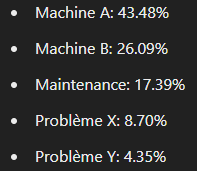 • Machine A: 43.48%
• Machine B: 26.09%
• Maintenance: 17.39%
• Problème X: 8.70%
• Problème Y: 4.35%